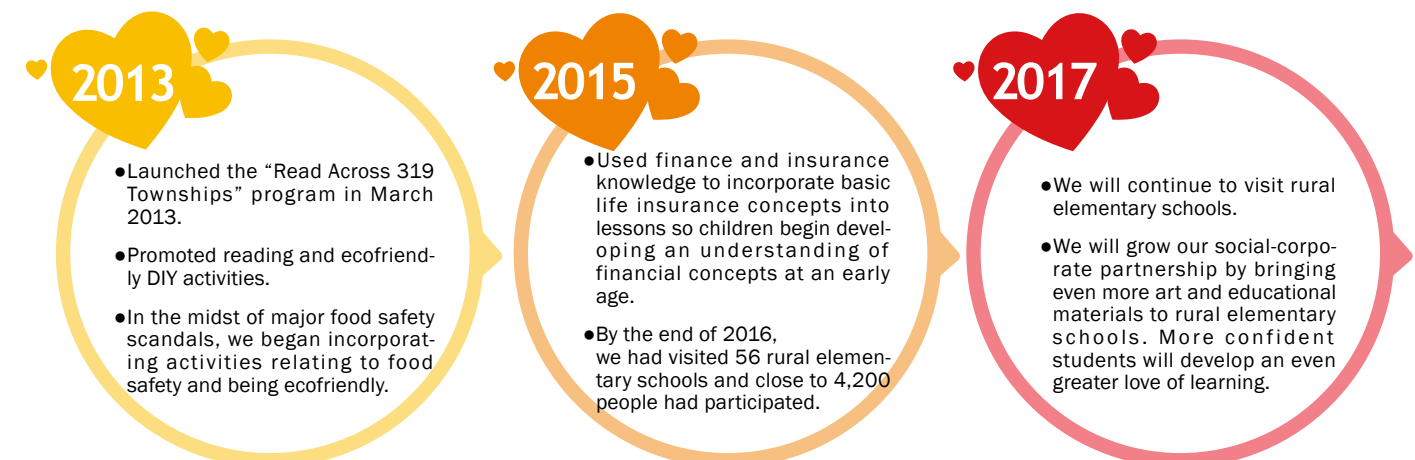 2013
●Launched the “Read Across 319
Townships” program in March
2013.
●Promoted reading and ecofriend-
ly DIY activities.
●In the midst of major food safety
scandals, we began incorporat-
ing activities relating to food
safety and being ecofriendly.
2015
●Used finance and insurance
knowledge to incorporate basic
life insurance concepts into
lessons so children begin devel-
oping an understanding of
financial concepts at an early
age.
●By the end of 2016,
we had visited 56 rural elemen-
tary schools and close to 4,200
people had participated.
2017
●We will continue to visit rural
elementary schools.
●We will grow our social-corpo-
rate partnership by bringing
even more art and educational
materials to rural elementary
schools. More confident
students will develop an even
greater love of learning.